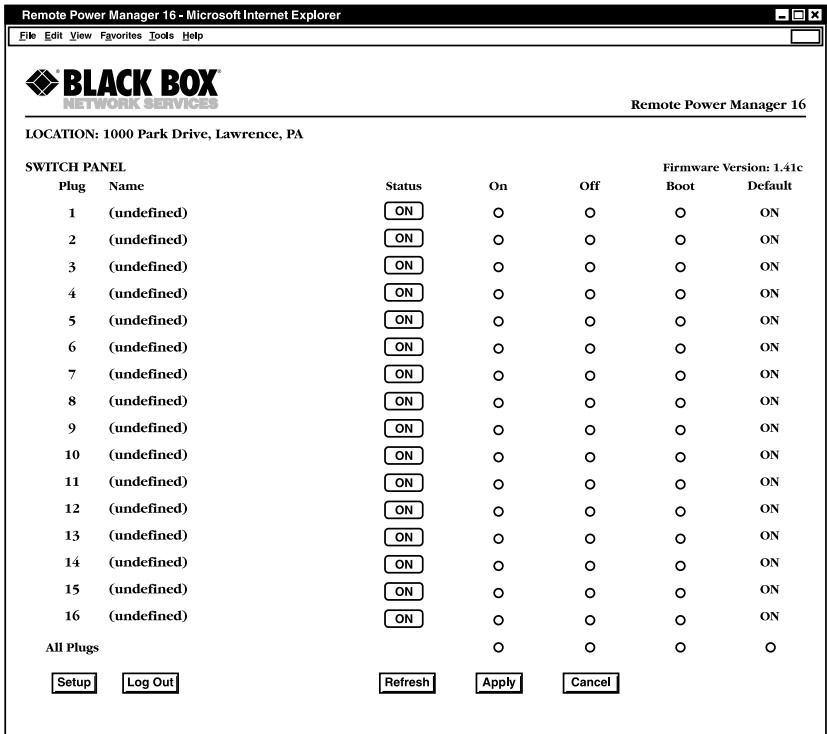 Remote Power Manager 16 - Microsoft Internet Explorer
File Edit View Favorites Tools Help
BLACK BOX®
NETWORK SERVICES
Remote Power Manager 16
LOCATION: 1000 Park Drive, Lawrence, PA
SWITCH PANEL Firmware Version: 1.41c
Plug Name Status On Off Boot Default
1 (undefined) ON ON
2 (undefined) ON ON
3 (undefined) ON ON
4 (undefined) ON ON
5 (undefined) ON ON
6 (undefined) ON ON
7 (undefined) ON ON
8 (undefined) ON ON
9 (undefined) ON ON
10 (undefined) ON ON
11 (undefined) ON ON
12 (undefined) ON ON
13 (undefined) ON ON
14 (undefined) ON ON
15 (undefined) ON ON
16 (undefined) ON ON
All Plugs
Setup Log Out Refresh Apply Cancel